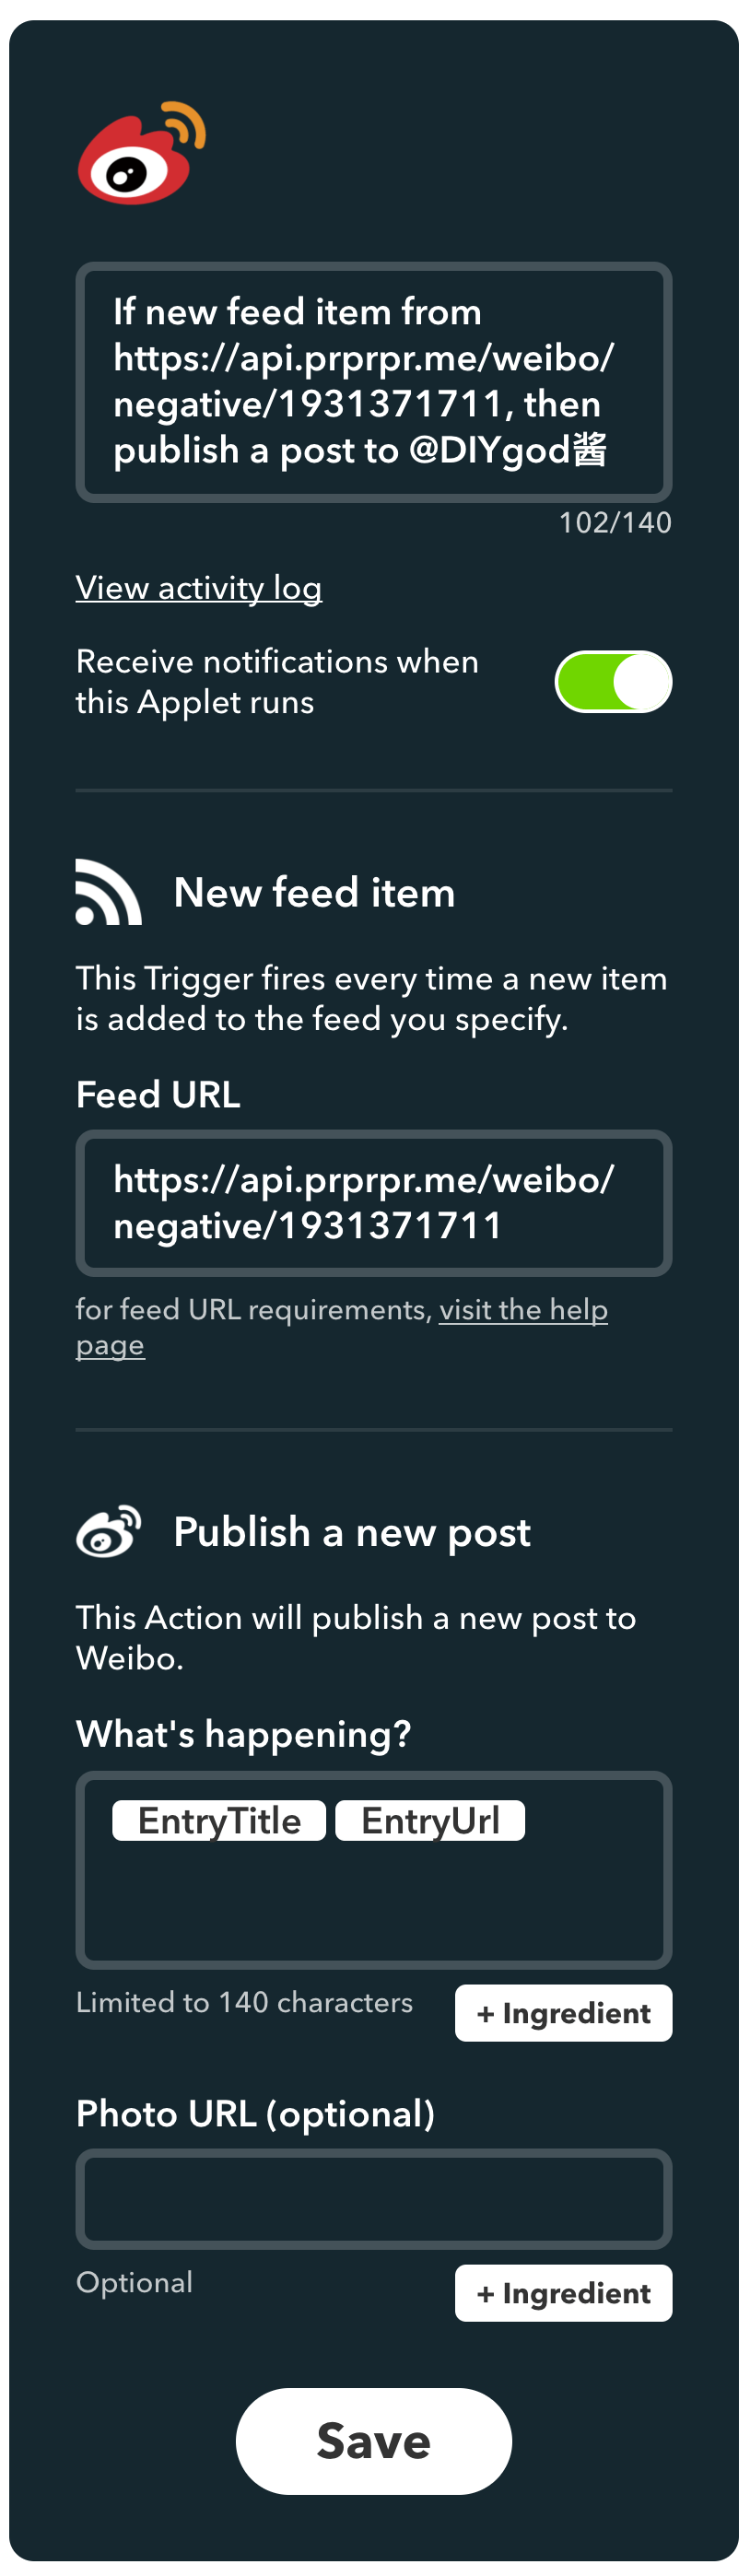 If new feed item from
https://api.prprpr.me/weibo/
negative/1931371711, then
publish a post to @DIYgod酱
102/140
View activity log
Receive notifications when
this Applet runs
New feed item
This Trigger fires every time a new item
is added to the feed you specify.
Feed URL
https://api.prprpr.me/weibo/
negative/1931371711
for feed URL requirements, visit the help
page
Publish a new post
This Action will publish a new post to
Weibo.
What's happening?
EntryTitle EntryUrl
Limited to 140 characters
+ Ingredient
Photo URL (optional)
Optional
+ Ingredient
Save